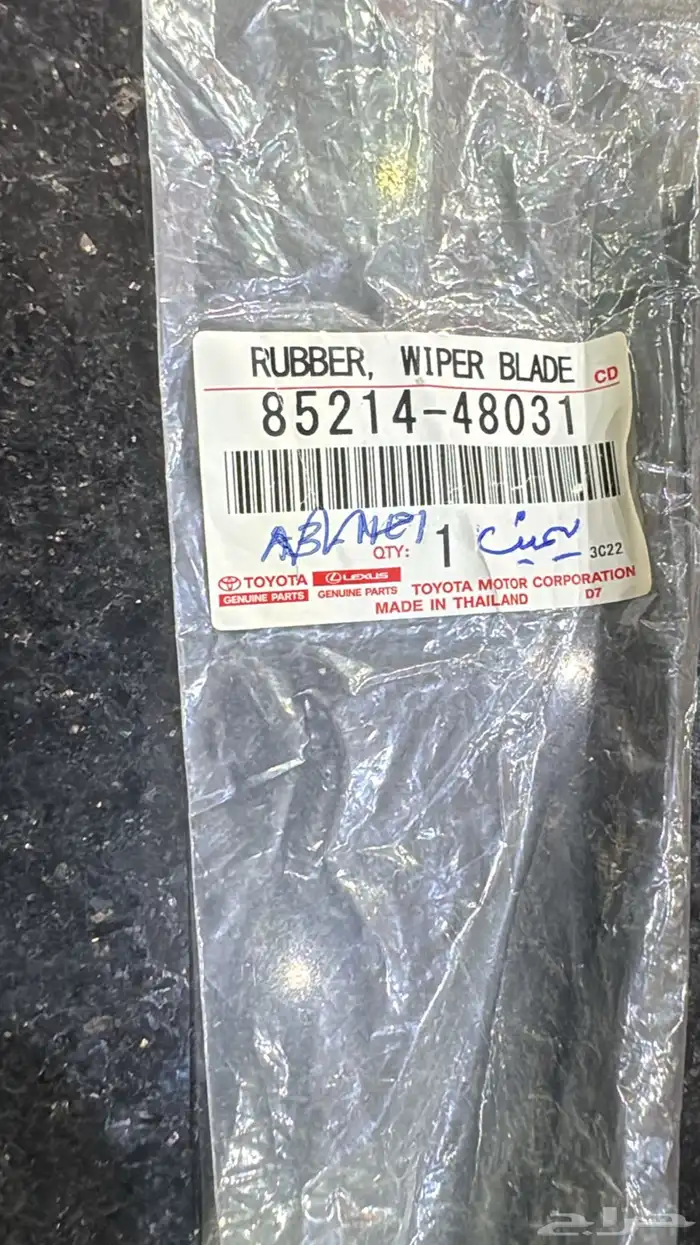 RUBBER, WIPER BLADE CD
85214-48031
QTY: 1 يمين 3C22
TOYOTA LEXUS TOYOTA MOTOR CORPORATION
GENUINE PARTS GENUINE PARTS MADE IN THAILAND D7
حراج